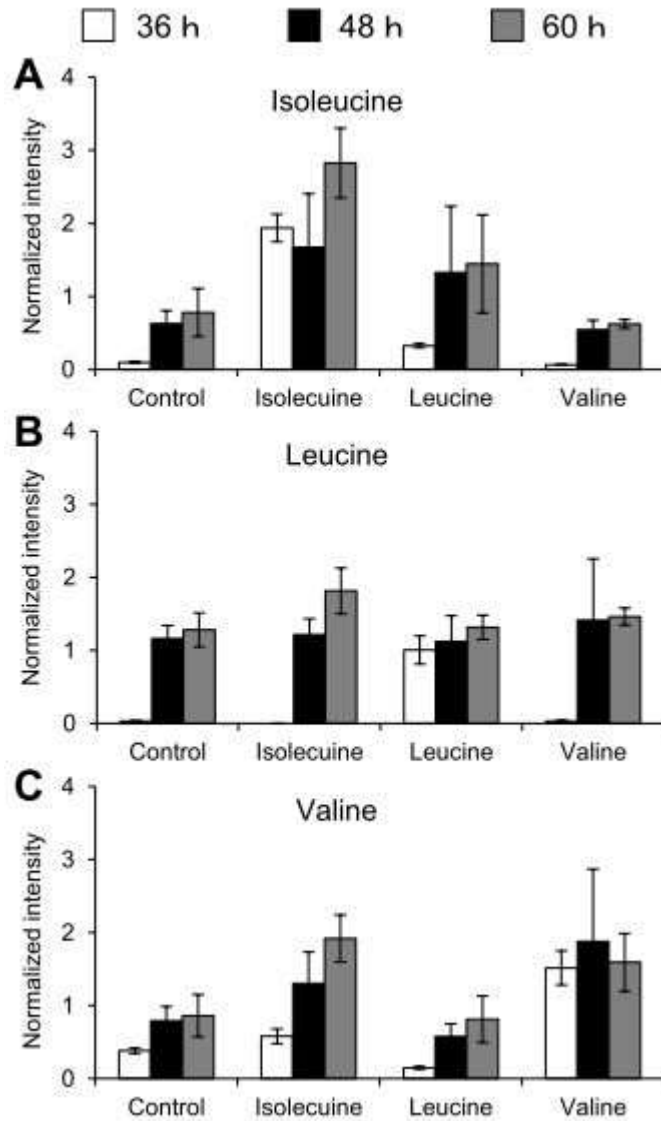 36 h 48 h 60 h
A
Isoleucine
Normalized intensity
4
3
2
1
0
Control Isolecuine Leucine Valine
B
Leucine
Normalized intensity
4
3
2
1
0
Control Isolecuine Leucine Valine
C
Valine
Normalized intensity
4
3
2
1
0
Control Isolecuine Leucine Valine